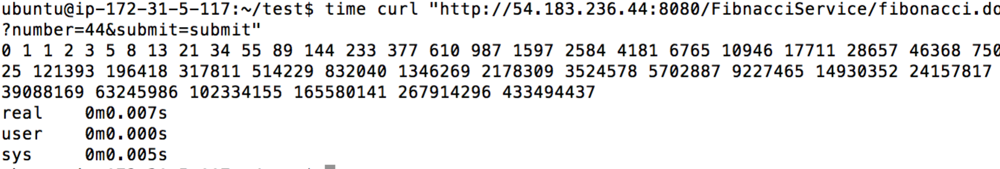 ubuntu@ip-172-31-5-117:~/test$ time curl "http://54.183.236.44:8080/FibnacciService/fibonacci.do
?number=44&submit=submit"
0 1 1 2 3 5 8 13 21 34 55 89 144 233 377 610 987 1597 2584 4181 6765 10946 17711 28657 46368 750
25 121393 196418 317811 514229 832040 1346269 2178309 3524578 5702887 9227465 14930352 24157817
39088169 63245986 102334155 165580141 267914296 433494437
real 0m0.007s
user 0m0.000s
sys 0m0.005s